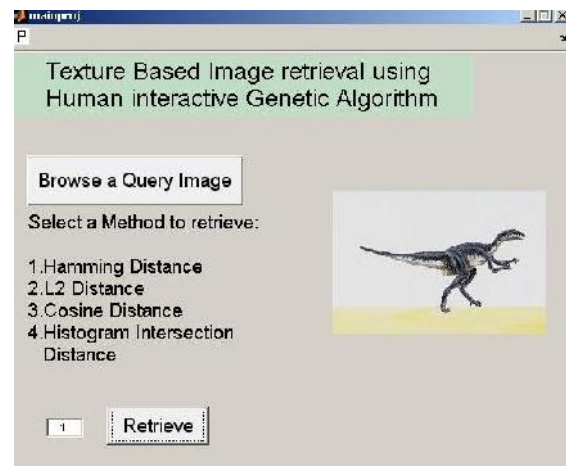 mainproj
P
Texture Based Image retrieval using
Human interactive Genetic Algorithm
Browse a Query Image
Select a Method to retrieve:
1.Hamming Distance
2.L2 Distance
3.Cosine Distance
4.Histogram Intersection
Distance
1
Retrieve